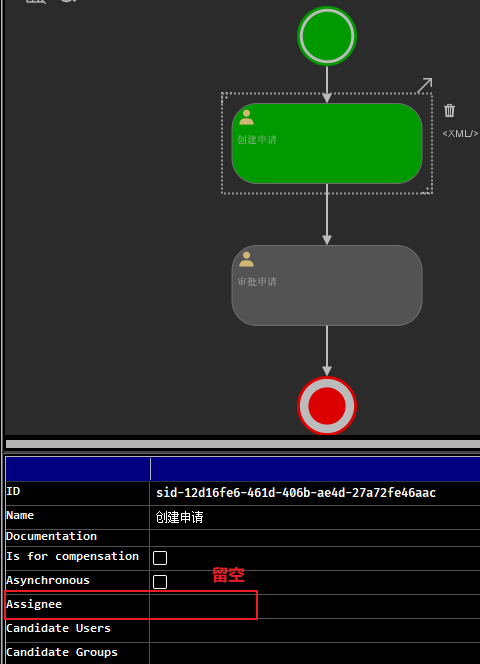 创建申请
<XML/>
审批申请
ID
sid-12d16fe6-461d-406b-ae4d-27a72fe46aac
Name
创建申请
Documentation
Is for compensation
Asynchronous
留空
Assignee
Candidate Users
Candidate Groups